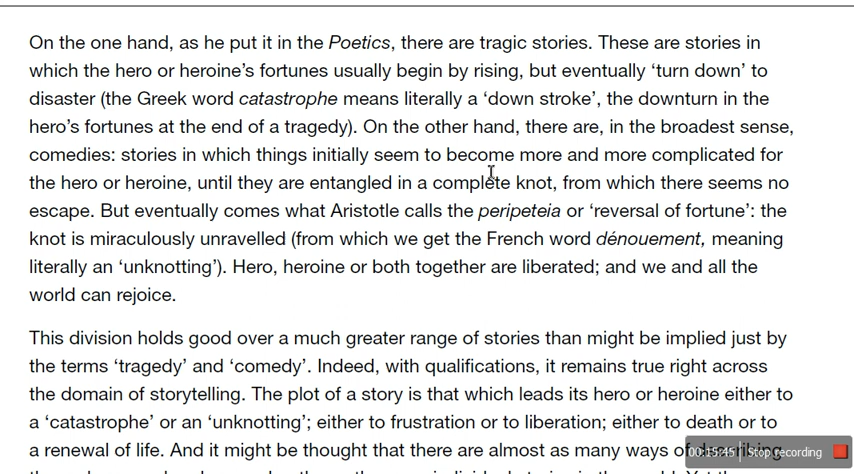 On the one hand, as he put it in the Poetics, there are tragic stories. These are stories in
which the hero or heroine’s fortunes usually begin by rising, but eventually ‘turn down’ to
disaster (the Greek word catastrophe means literally a ‘down stroke’, the downturn in the
hero’s fortunes at the end of a tragedy). On the other hand, there are, in the broadest sense,
comedies: stories in which things initially seem to become more and more complicated for
the hero or heroine, until they are entangled in a complete knot, from which there seems no
escape. But eventually comes what Aristotle calls the peripeteia or ‘reversal of fortune’: the
knot is miraculously unravelled (from which we get the French word dénouement, meaning
literally an ‘unknotting’). Hero, heroine or both together are liberated; and we and all the
world can rejoice.
This division holds good over a much greater range of stories than might be implied just by
the terms ‘tragedy’ and ‘comedy’. Indeed, with qualifications, it remains true right across
the domain of storytelling. The plot of a story is that which leads its hero or heroine either to
a ‘catastrophe’ or an ‘unknotting’; either to frustration or to liberation; either to death or to
a renewal of life. And it might be thought that there are almost as many ways of describing
00:15:45 Stop recording